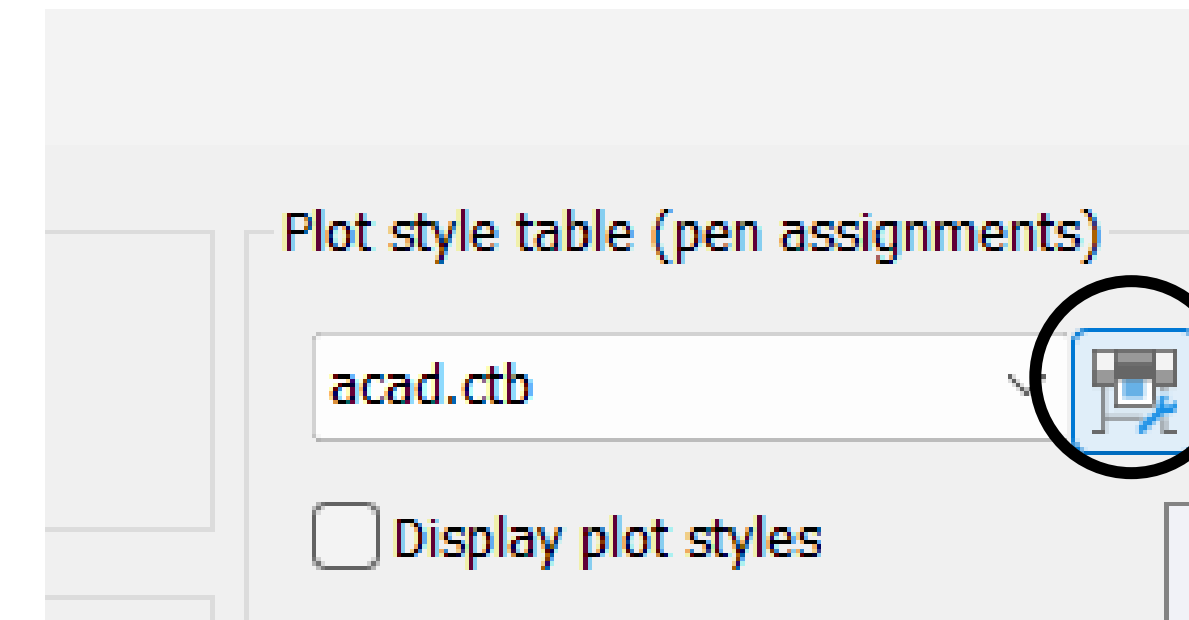 Plot style table (pen assignments)
acad.ctb
Display plot styles